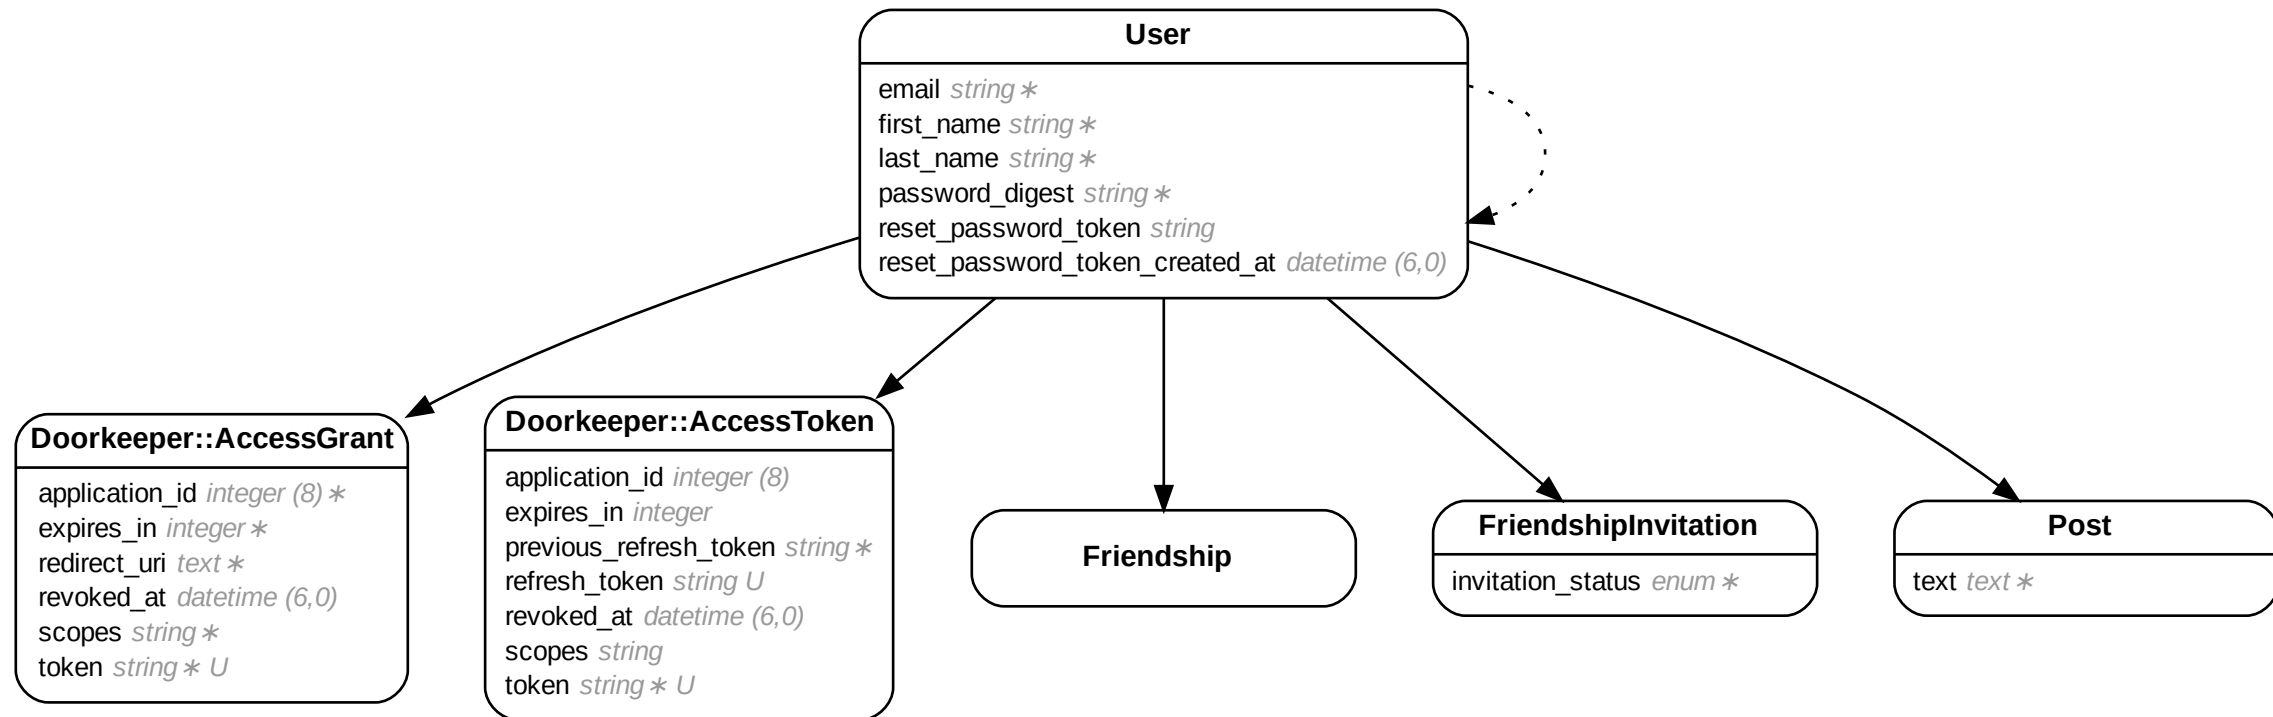 User
email string ∗
first_name string ∗
last_name string ∗
password_digest string ∗
reset_password_token string
reset_password_token_created_at datetime (6,0)
Doorkeeper::AccessGrant
application_id integer (8) ∗
expires_in integer ∗
redirect_uri text ∗
revoked_at datetime (6,0)
scopes string ∗
token string ∗ U
Doorkeeper::AccessToken
application_id integer (8)
expires_in integer
previous_refresh_token string ∗
refresh_token string U
revoked_at datetime (6,0)
scopes string
token string ∗ U
Friendship
FriendshipInvitation
invitation_status enum ∗
Post
text text ∗